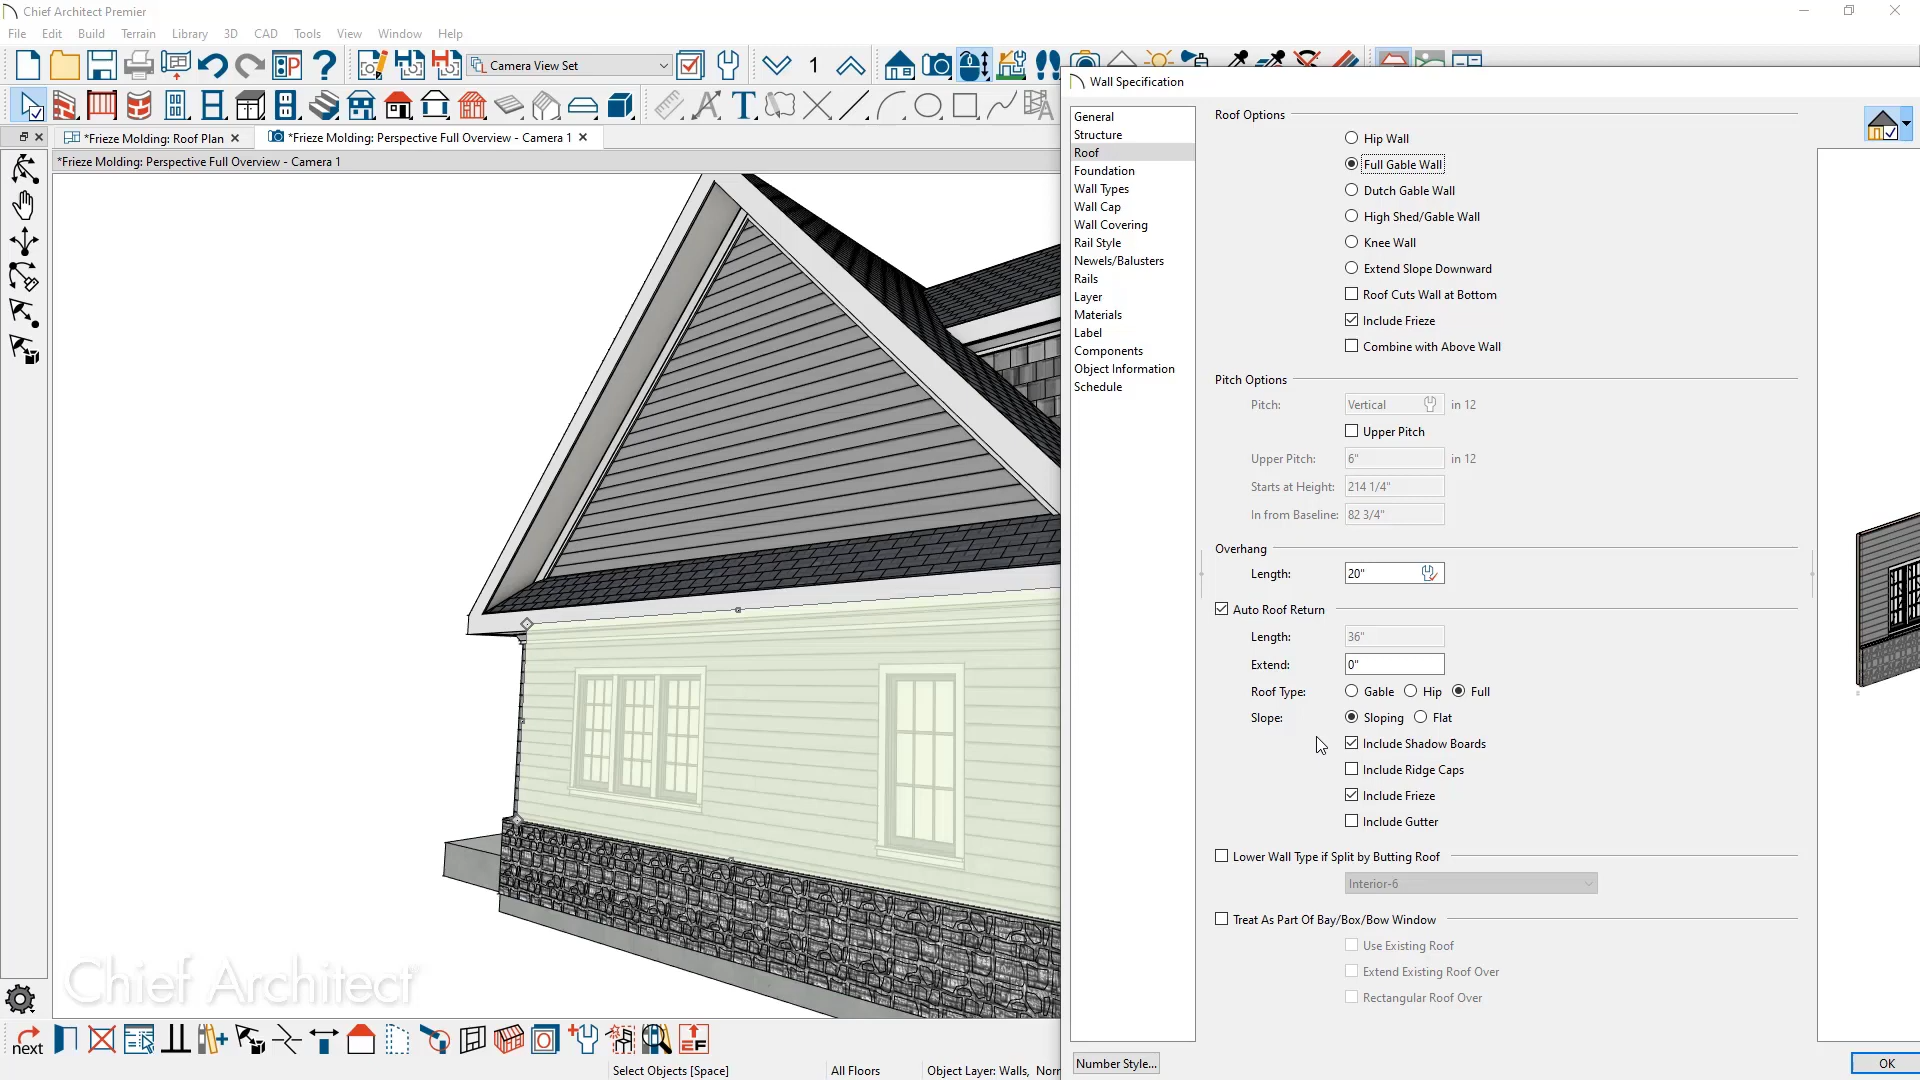 Chief Architect Premier
File Edit Build Terrain Library 3D CAD Tools View Window Help
Camera View Set 1
Wall Specification
*Frieze Molding: Roof Plan
*Frieze Molding: Perspective Full Overview - Camera 1
*Frieze Molding: Perspective Full Overview - Camera 1
General
Structure
Roof
Foundation
Wall Types
Wall Cap
Wall Covering
Rail Style
Newels/Balusters
Rails
Layer
Materials
Label
Components
Object Information
Schedule
Roof Options
Hip Wall
Full Gable Wall
Dutch Gable Wall
High Shed/Gable Wall
Knee Wall
Extend Slope Downward
Roof Cuts Wall at Bottom
Include Frieze
Combine with Above Wall
Pitch Options
Pitch: Vertical in 12
Upper Pitch
Upper Pitch: 6" in 12
Starts at Height: 214 1/4"
In from Baseline: 82 3/4"
Overhang
Length: 20"
Auto Roof Return
Length: 36"
Extend: 0"
Roof Type: Gable Hip Full
Slope: Sloping Flat
Include Shadow Boards
Include Ridge Caps
Include Frieze
Include Gutter
Lower Wall Type if Split by Butting Roof
Interior-6
Treat As Part Of Bay/Box/Bow Window
Use Existing Roof
Extend Existing Roof Over
Rectangular Roof Over
Chief Architect
next
Number Style...
OK
Select Objects [Space]
All Floors
Object Layer: Walls,